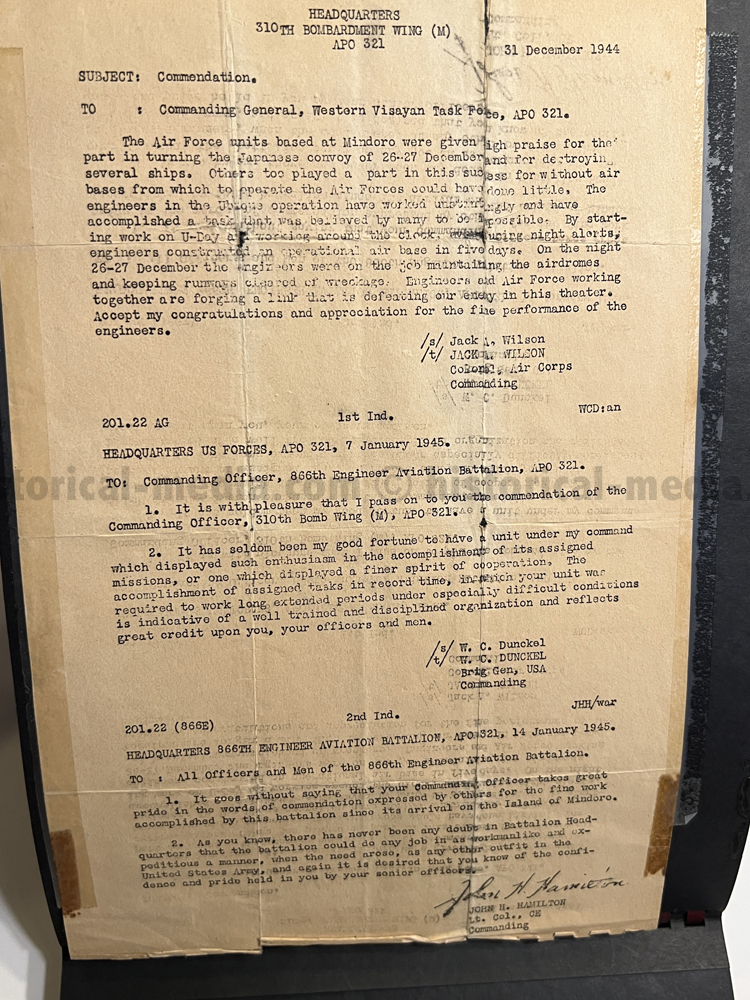 HEADQUARTERS
310TH BOMBARDMENT WING (M)
APO 321
31 December 1944
SUBJECT: Commendation.
TO : Commanding General, Western Visayan Task Force, APO 321.
The Air Force units based at Mindoro were given high praise for the
part in turning the Japanese convoy of 26-27 December and for destroying
several ships. Others too played a part in this success for without air
bases from which to operate the Air Forces could have done little. The
engineers in the operation have worked unstintingly and have
accomplished a task that was believed by many to be impossible. By start-
ing work on U-Day and working around the clock, night alerts,
engineers constructed an operational air base in five days. On the night
26-27 December the engineers were on the job maintaining the airdromes
and keeping runways cleared of wreckage. Engineers and Air Force working
together are forging a link that is defeating our enemy in this theater.
Accept my congratulations and appreciation for the fine performance of the
engineers.
/s/ Jack A. Wilson
/t/ JACK A. WILSON
Colonel, Air Corps
Commanding
201.22 AG 1st Ind. WCD:an
HEADQUARTERS US FORCES, APO 321, 7 January 1945.
TO: Commanding Officer, 866th Engineer Aviation Battalion, APO 321.
1. It is with pleasure that I pass on to you the commendation of the
Commanding Officer, 310th Bomb Wing (M), APO 321.
2. It has seldom been my good fortune to have a unit under my command
which displayed such enthusiasm in the accomplishment of its assigned
missions, or one which displayed a finer spirit of cooperation. The
accomplishment of assigned tasks in record time, in which your unit was
required to work long extended periods under especially difficult conditions
is indicative of a well trained and disciplined organization and reflects
great credit upon you, your officers and men.
/s/ W. C. Dunckel
/t/ W. C. DUNCKEL
Brig Gen, USA
Commanding
JHH/war
201.22 (866E) 2nd Ind.
HEADQUARTERS 866TH ENGINEER AVIATION BATTALION, APO 321, 14 January 1945.
TO : All Officers and Men of the 866th Engineer Aviation Battalion.
1. It goes without saying that your Commanding Officer takes great
pride in the words of commendation expressed by others for the fine work
accomplished by this battalion since its arrival on the Island of Mindoro.
2. As you know, there has never been any doubt in Battalion Head-
quarters that the battalion could do any job in as workmanlike and ex-
peditious a manner, when the need arose, as any other outfit in the
United States Army, and again it is desired that you know of the confi-
dence and pride held in you by your senior officers.
John H. Hamilton
JOHN H. HAMILTON
Lt. Col., CE
Commanding